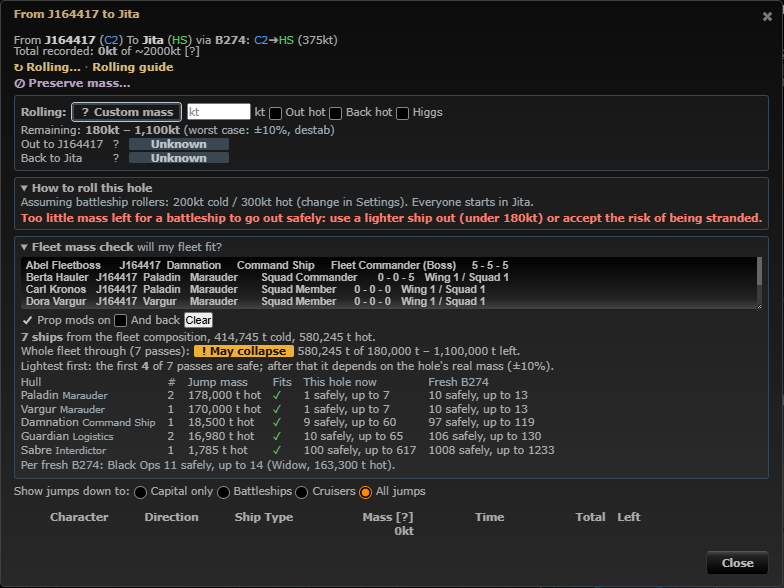 From J164417 to Jita
From J164417 (C2) To Jita (HS) via B274: C2➔HS (375kt)
Total recorded: 0kt of ~2000kt [?]
↻ Rolling... · Rolling guide
⊘ Preserve mass...
Rolling: ? Custom mass kt kt Out hot Back hot Higgs
Remaining: 180kt – 1,100kt (worst case: ±10%, destab)
Out to J164417 ? Unknown
Back to Jita ? Unknown
▾ How to roll this hole
Assuming battleship rollers: 200kt cold / 300kt hot (change in Settings). Everyone starts in Jita.
Too little mass left for a battleship to go out safely: use a lighter ship out (under 180kt) or accept the risk of being stranded.
▾ Fleet mass check will my fleet fit?
Abel Fleetboss J164417 Damnation Command Ship Fleet Commander (Boss) 5 - 5 - 5
Berta Hauler J164417 Paladin Marauder Squad Commander 0 - 0 - 5 Wing 1 / Squad 1
Carl Kronos J164417 Paladin Marauder Squad Member 0 - 0 - 0 Wing 1 / Squad 1
Dora Vargur J164417 Vargur Marauder Squad Member 0 - 0 - 0 Wing 1 / Squad 1
✓ Prop mods on And back Clear
7 ships from the fleet composition, 414,745 t cold, 580,245 t hot.
Whole fleet through (7 passes): ! May collapse 580,245 t of 180,000 t – 1,100,000 t left.
Lightest first: the first 4 of 7 passes are safe; after that it depends on the hole's real mass (±10%).
Hull # Jump mass Fits This hole now Fresh B274
Paladin Marauder 2 178,000 t hot ✓ 1 safely, up to 7 10 safely, up to 13
Vargur Marauder 1 170,000 t hot ✓ 1 safely, up to 7 10 safely, up to 13
Damnation Command Ship 1 18,500 t hot ✓ 9 safely, up to 60 97 safely, up to 119
Guardian Logistics 2 16,980 t hot ✓ 10 safely, up to 65 106 safely, up to 130
Sabre Interdictor 1 1,785 t hot ✓ 100 safely, up to 617 1008 safely, up to 1233
Per fresh B274: Black Ops 11 safely, up to 14 (Widow, 163,300 t hot).
Show jumps down to: Capital only Battleships Cruisers All jumps
Character Direction Ship Type Mass [?] Time Total Left
0kt
Close